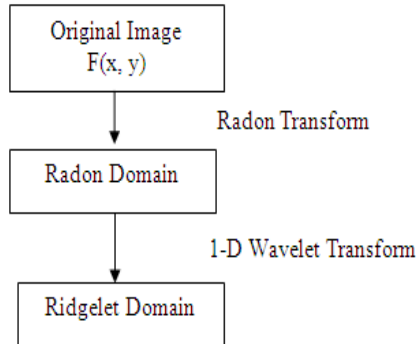 Original Image
F(x, y)
Radon Transform
Radon Domain
1-D Wavelet Transform
Ridgelet Domain